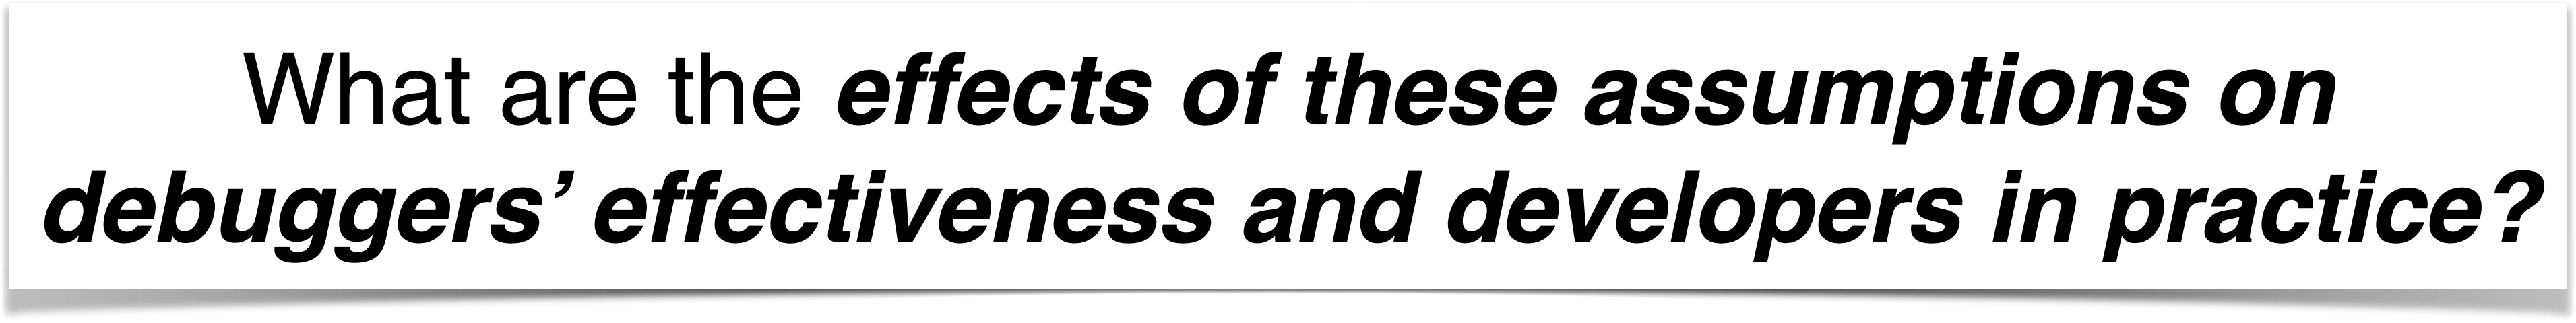 What are the effects of these assumptions on
debuggers’ effectiveness and developers in practice?